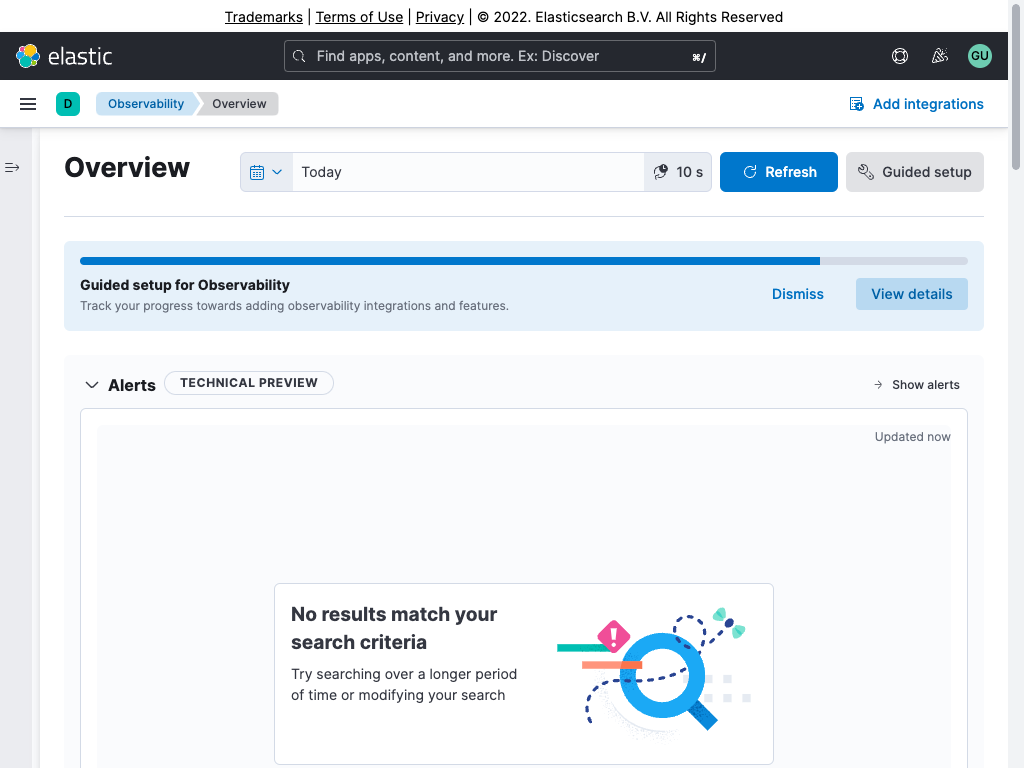 Trademarks | Terms of Use | Privacy | © 2022. Elasticsearch B.V. All Rights Reserved
elastic
Find apps, content, and more. Ex: Discover
⌘/
GU
D
Observability
Overview
Add integrations
Overview
Today
10 s
Refresh
Guided setup
Guided setup for Observability
Track your progress towards adding observability integrations and features.
Dismiss
View details
Alerts
TECHNICAL PREVIEW
Show alerts
Updated now
No results match your
search criteria
Try searching over a longer period
of time or modifying your search